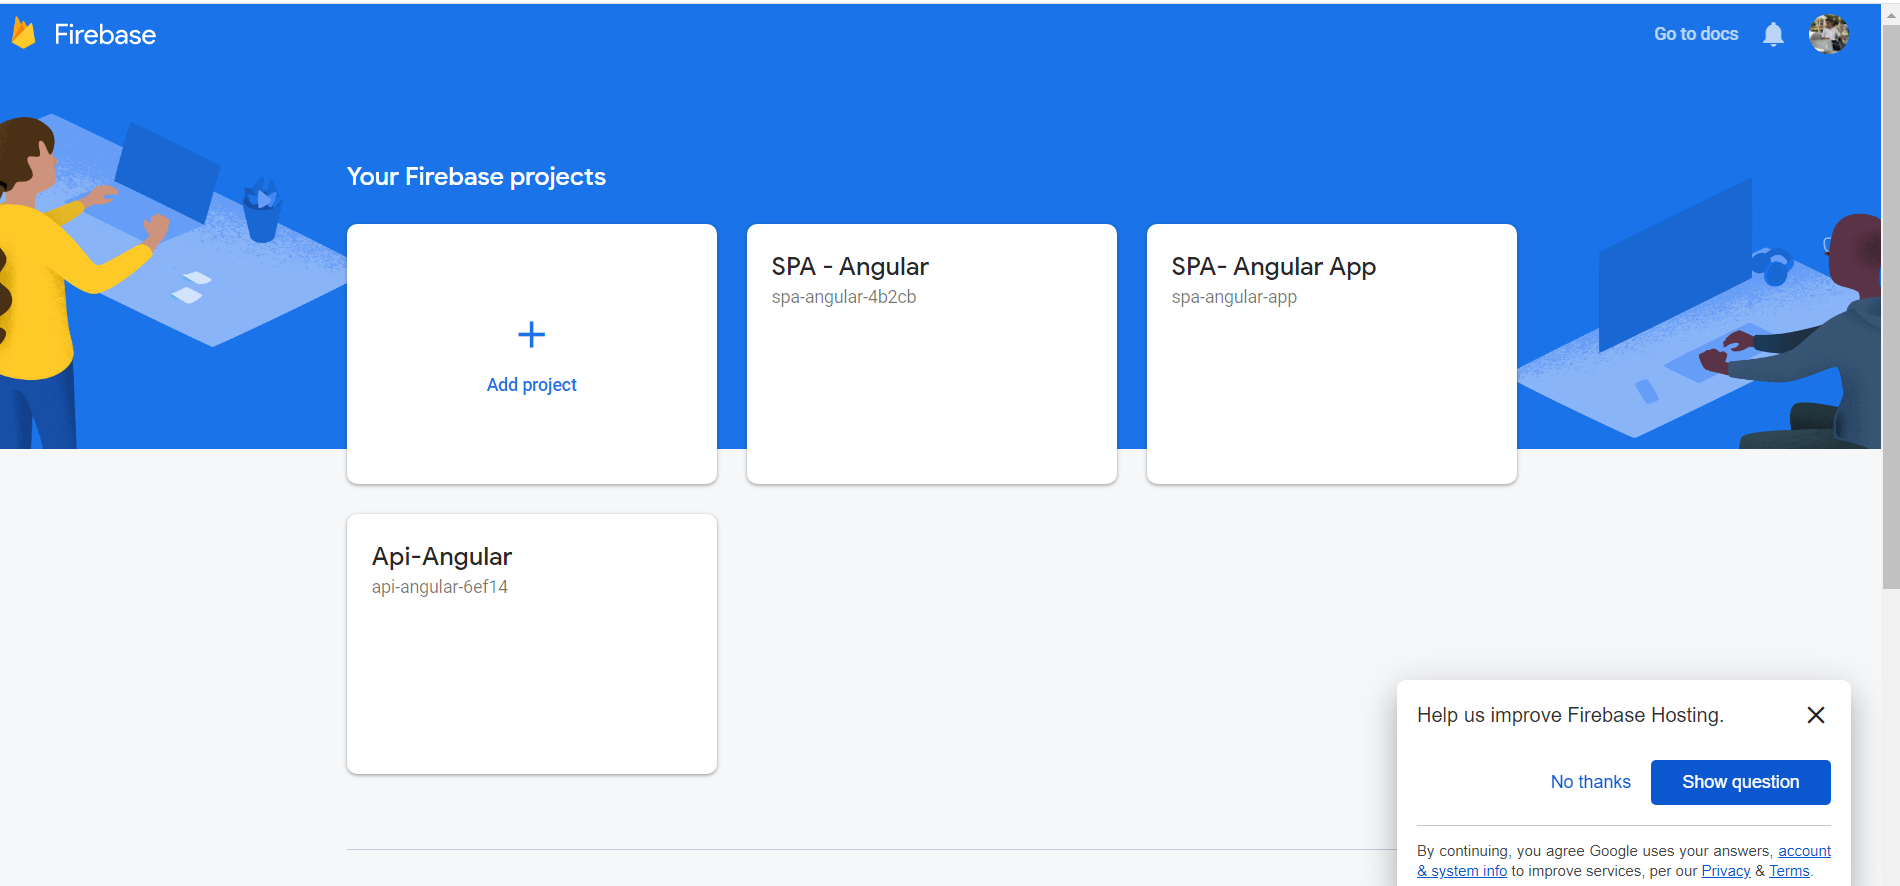 Firebase
Go to docs
Your Firebase projects
Add project
SPA - Angular
spa-angular-4b2cb
SPA- Angular App
spa-angular-app
Api-Angular
api-angular-6ef14
Help us improve Firebase Hosting.
No thanks
Show question
By continuing, you agree Google uses your answers, account
& system info to improve services, per our Privacy & Terms.